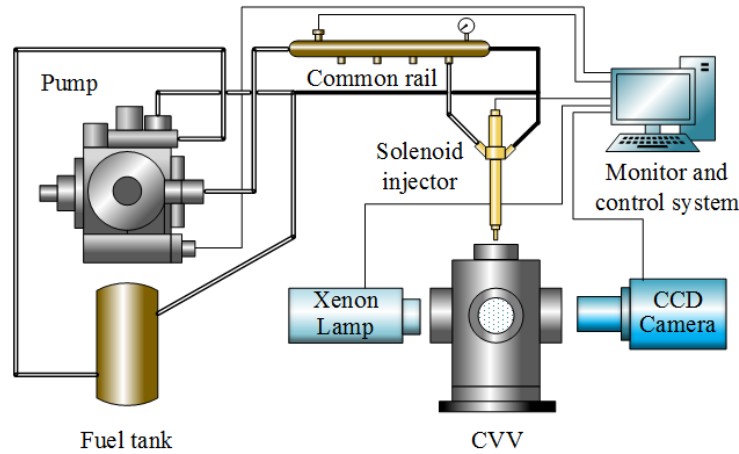 Pump
Common rail
Solenoid
injector
Monitor and
control system
Xenon
Lamp
CCD
Camera
Fuel tank
CVV